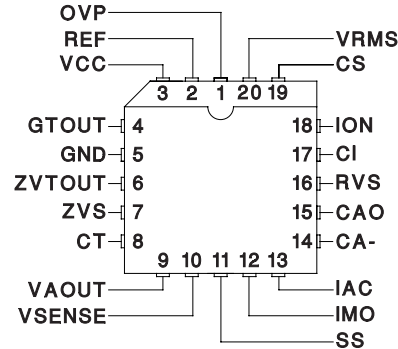 OVP
REF VRMS
VCC CS
3 2 1 20 19
GTOUT 4 18 ION
GND 5 17 CI
ZVTOUT 6 16 RVS
ZVS 7 15 CAO
CT 8 14 CA-
9 10 11 12 13
VAOUT IAC
VSENSE IMO
SS